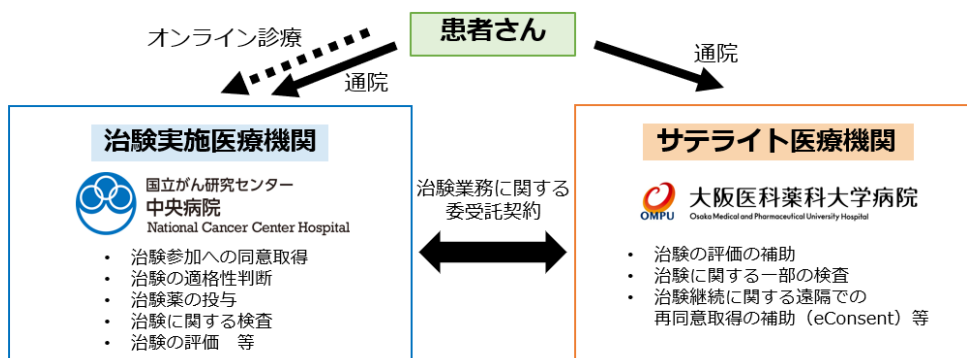 患者さん
オンライン診療
通院
通院
治験実施医療機関
国立がん研究センター
中央病院
National Cancer Center Hospital
・ 治験参加への同意取得
・ 治験の適格性判断
・ 治験薬の投与
・ 治験に関する検査
・ 治験の評価　等
治験業務に関する
委受託契約
サテライト医療機関
OMPU
大阪医科薬科大学病院
Osaka Medical and Pharmaceutical University Hospital
・ 治験の評価の補助
・ 治験に関する一部の検査
・ 治験継続に関する遠隔での
再同意取得の補助（eConsent）等